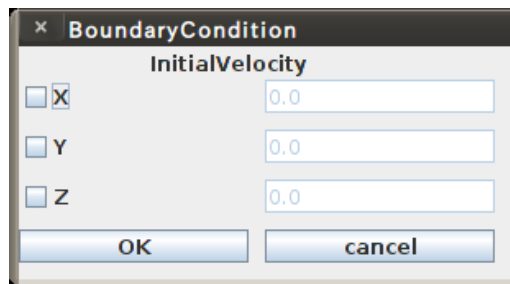 × BoundaryCondition
InitialVelocity
X 0.0
Y 0.0
Z 0.0
OK cancel